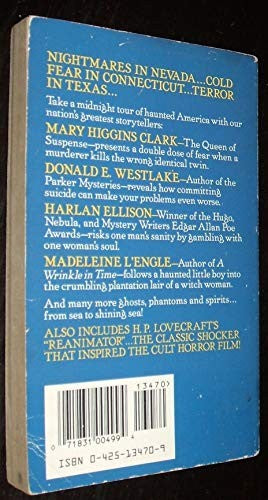 NIGHTMARES IN NEVADA...COLD
FEAR IN CONNECTICUT...TERROR
IN TEXAS...
Take a midnight tour of haunted America with our
nation's greatest storytellers:
MARY HIGGINS CLARK—The Queen of
Suspense—presents a double dose of fear when a
murderer kills the wrong identical twin.
DONALD E. WESTLAKE—Author of the
Parker Mysteries—reveals how committing
suicide can make your problems even worse.
HARLAN ELLISON—Winner of the Hugo,
Nebula, and Mystery Writers Edgar Allan Poe
Awards—risks one man's sanity by gambling with
one woman's soul.
MADELEINE L'ENGLE—Author of A
Wrinkle in Time—follows a haunted little boy into
the crumbling plantation lair of a witch woman.
And many more ghosts, phantoms and spirits...
from sea to shining sea!
ALSO INCLUDES H. P. LOVECRAFT'S
"REANIMATOR"...THE CLASSIC SHOCKER
THAT INSPIRED THE CULT HORROR FILM!
13470>
0 71831 00499 4
ISBN 0-425-13470-9